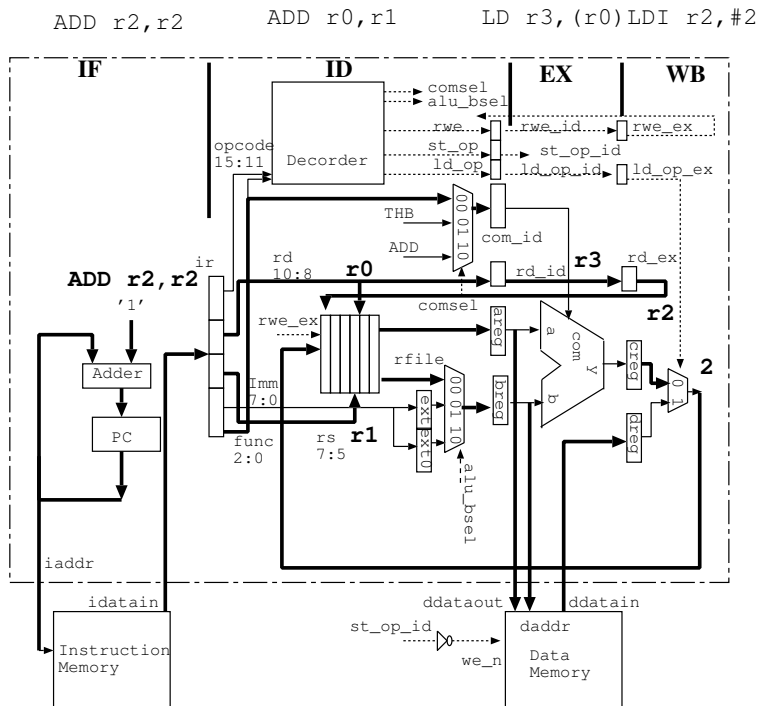 ADD r2,r2
ADD r0,r1
LD r3,(r0)
LDI r2,#2
IF
ID
EX
WB
comsel
alu_bsel
rwe
rwe_id
rwe_ex
opcode
15:11
Decorder
st_op
st_op_id
ld_op
ld_op_id
ld_op_ex
THB
ADD
00 01 10
com_id
ir
rd
10:8
r0
r3
rd_id
rd_ex
ADD r2,r2
'1'
comsel
r2
rwe_ex
areg
a
com
y
creg
Adder
rfile
Imm
7:0
00 01 10
ext
ext0
breg
b
0 1
2
dreg
PC
func
2:0
rs
7:5
r1
alu_bsel
iaddr
idatain
ddataout
ddatain
st_op_id
we_n
daddr
Instruction
Memory
Data
Memory